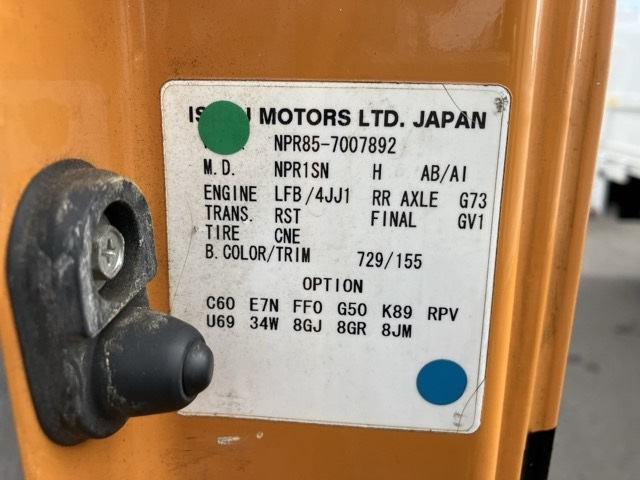 MOTORS LTD. JAPAN
NPR85-7007892
M.D. NPR1SN H AB/AI
ENGINE LFB/4JJ1 RR AXLE G73
TRANS. RST FINAL GV1
TIRE CNE
B.COLOR/TRIM 729/155
OPTION
C60 E7N FF0 G50 K89 RPV
U69 34W 8GJ 8GR 8JM